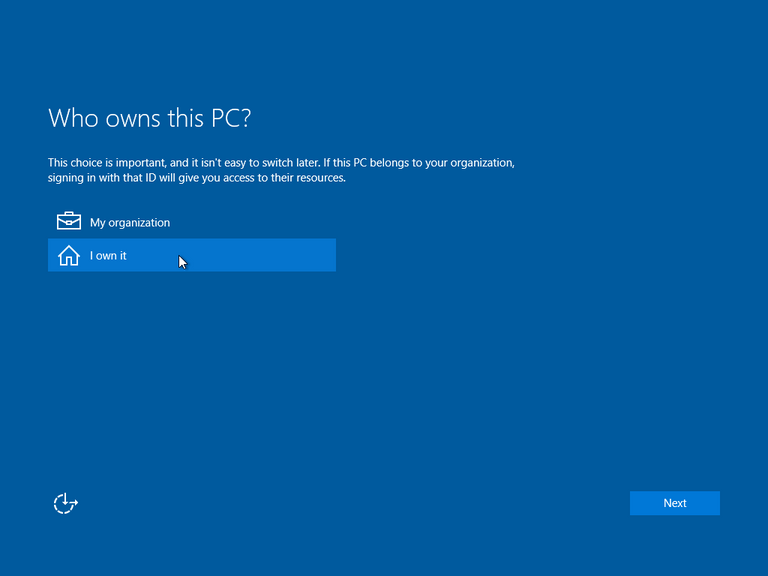 Who owns this PC?
This choice is important, and it isn't easy to switch later. If this PC belongs to your organization,
signing in with that ID will give you access to their resources.
My organization
I own it
Next